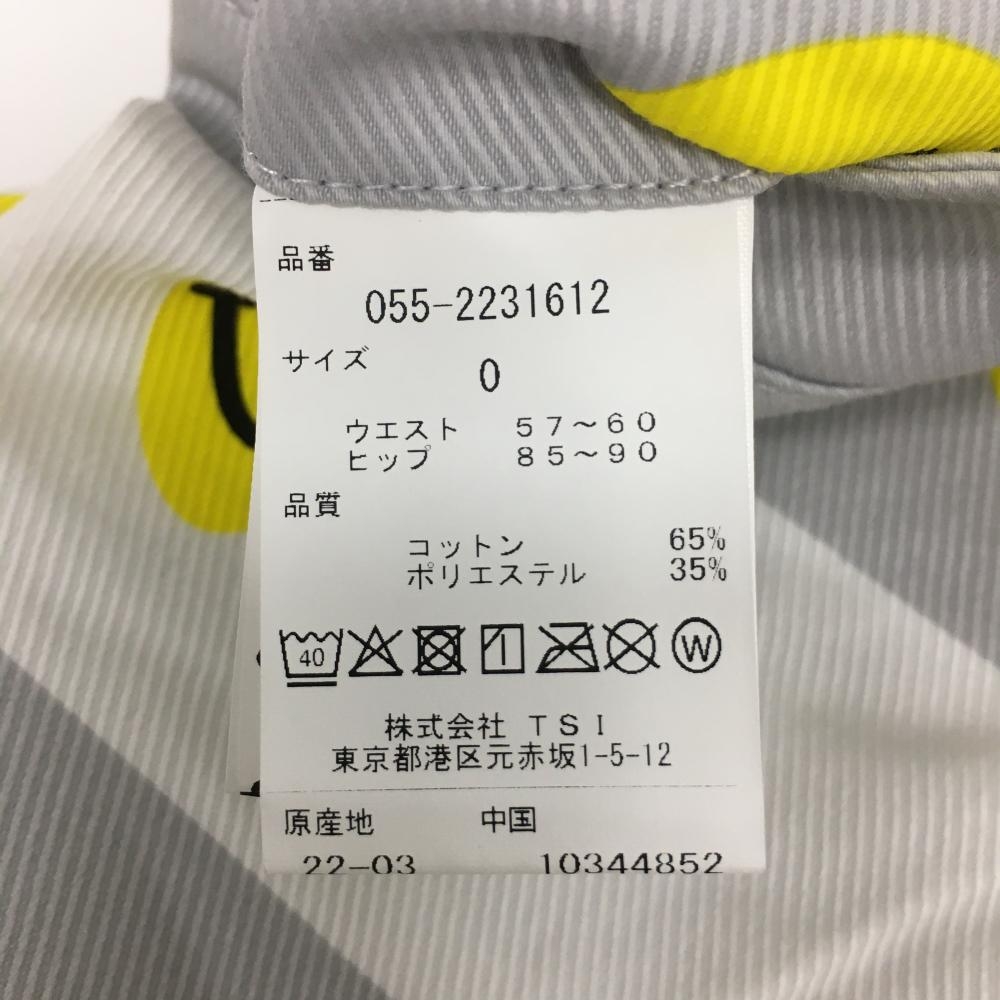 品番
055-2231612
サイズ
0
ウエスト 57～60
ヒップ 85～90
品質
コットン 65%
ポリエステル 35%
40
W
株式会社 TSI
東京都港区元赤坂1-5-12
原産地 中国
22-03 10344852